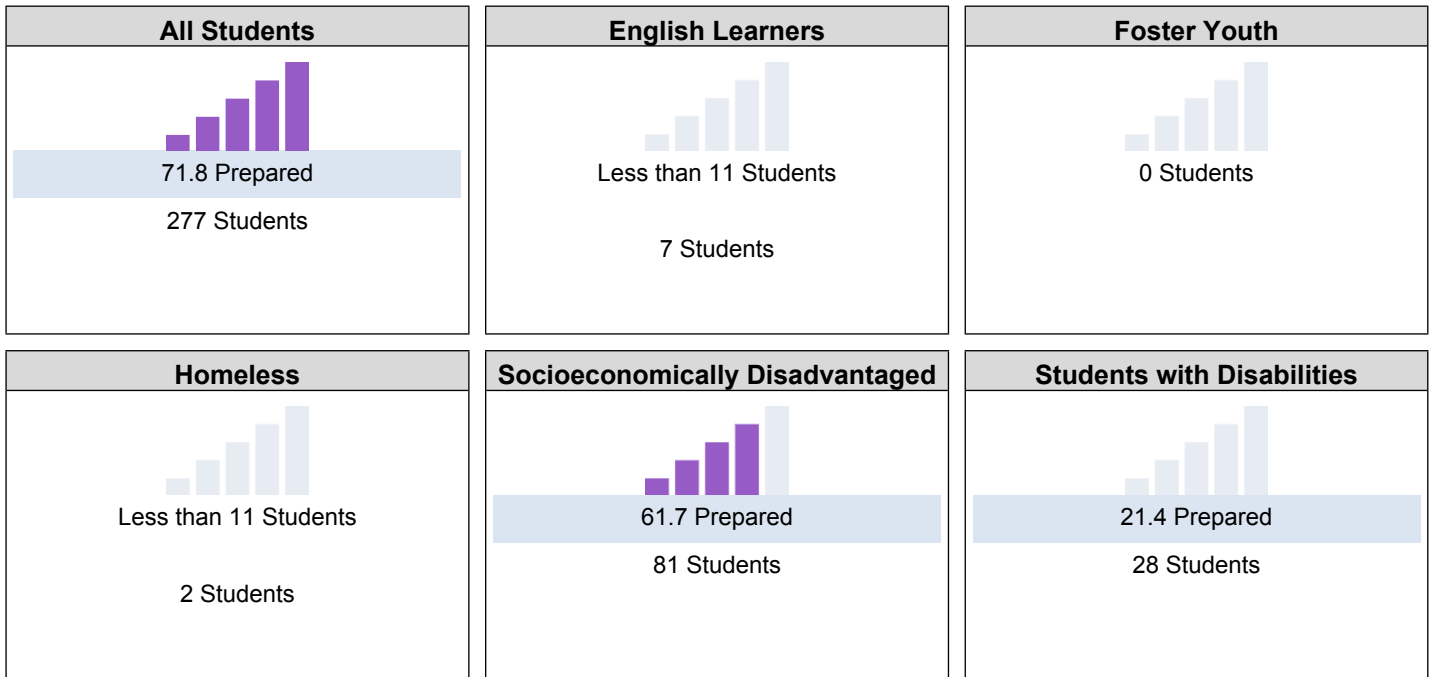 All Students
71.8 Prepared
277 Students
English Learners
Less than 11 Students
7 Students
Foster Youth
0 Students
Homeless
Less than 11 Students
2 Students
Socioeconomically Disadvantaged
61.7 Prepared
81 Students
Students with Disabilities
21.4 Prepared
28 Students